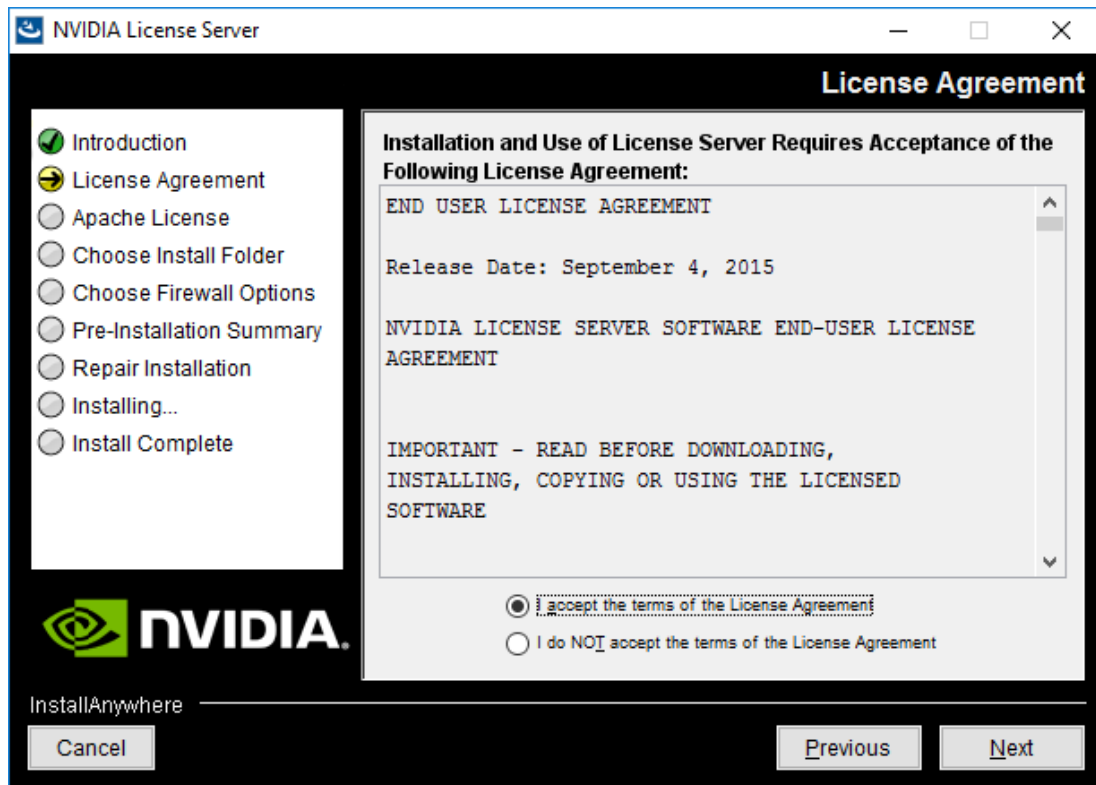 NVIDIA License Server
License Agreement
Introduction
License Agreement
Apache License
Choose Install Folder
Choose Firewall Options
Pre-Installation Summary
Repair Installation
Installing...
Install Complete
Installation and Use of License Server Requires Acceptance of the
Following License Agreement:
END USER LICENSE AGREEMENT
Release Date: September 4, 2015
NVIDIA LICENSE SERVER SOFTWARE END-USER LICENSE
AGREEMENT
IMPORTANT - READ BEFORE DOWNLOADING,
INSTALLING, COPYING OR USING THE LICENSED
SOFTWARE
I accept the terms of the License Agreement
I do NOT accept the terms of the License Agreement
NVIDIA.
InstallAnywhere
Cancel
Previous
Next